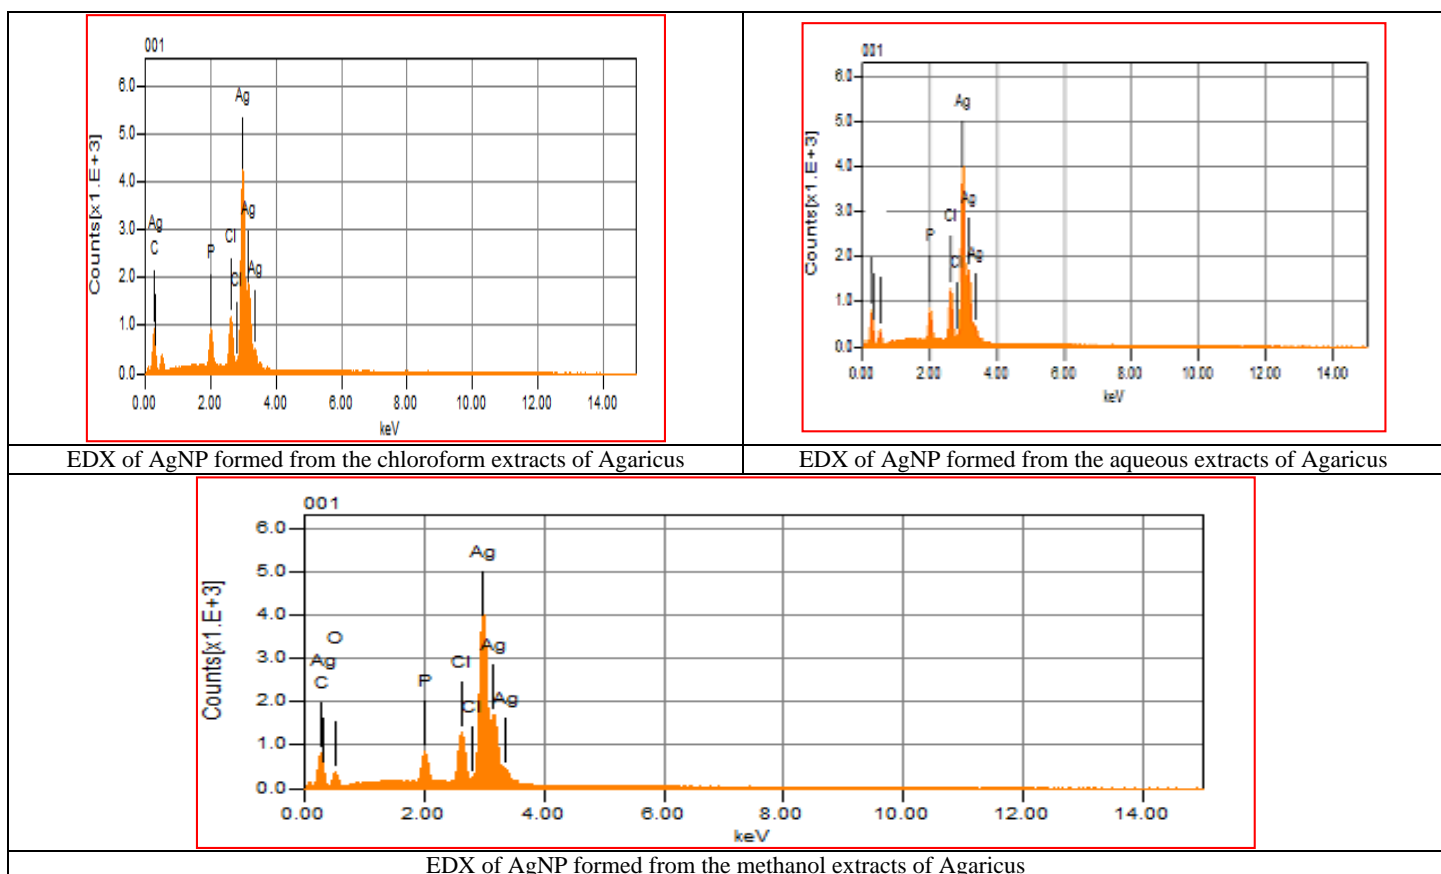 001
6.0
5.0
4.0
3.0
2.0
1.0
0.0
Counts[x1.E+3]
Ag
Ag
Ag
C
P
Cl
Cl
Ag
Ag
0.00 2.00 4.00 6.00 8.00 10.00 12.00 14.00
keV
001
6.0
5.0
4.0
3.0
2.0
1.0
0.0
Counts[x1.E+3]
Ag
Ag
Cl
P
Cl
Ag
0.00 2.00 4.00 6.00 8.00 10.00 12.00 14.00
keV
EDX of AgNP formed from the chloroform extracts of Agaricus
EDX of AgNP formed from the aqueous extracts of Agaricus
001
6.0
5.0
4.0
3.0
2.0
1.0
0.0
Counts[x1.E+3]
Ag
O
Ag
Ag
C
P
Cl
Cl
Ag
0.00 2.00 4.00 6.00 8.00 10.00 12.00 14.00
keV
EDX of AgNP formed from the methanol extracts of Agaricus